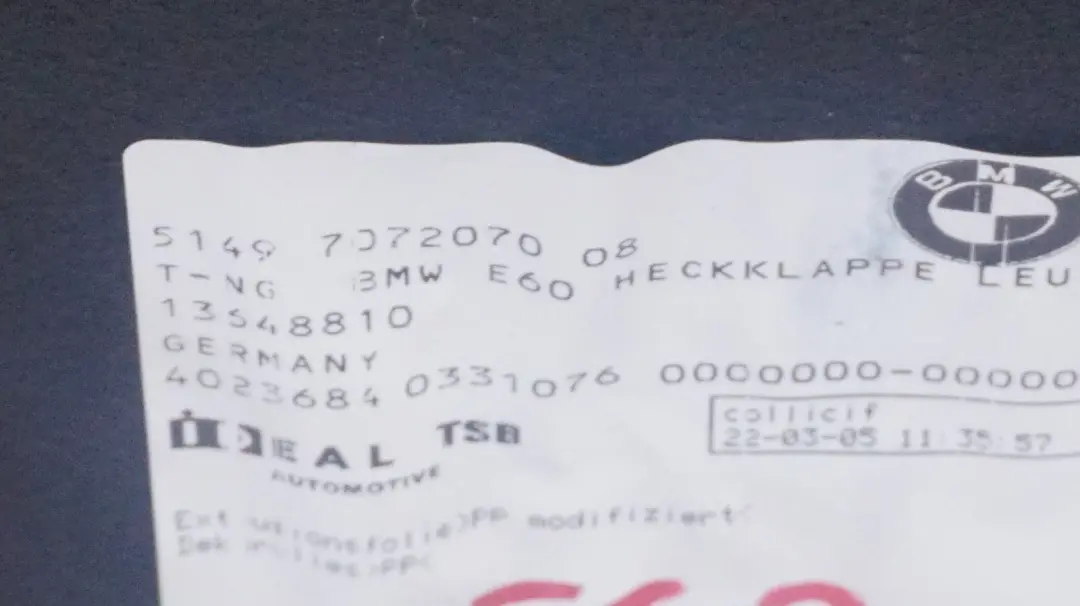 BMW
5149 7072070 08
T-NG BMW E60 HECKKLAPPE LEU
13548810
GERMANY
4023684 0331076 0000000-00000
IDEAL TSB
AUTOMOTIVE
collicif
22-03-05 11:35:57
modifiziert